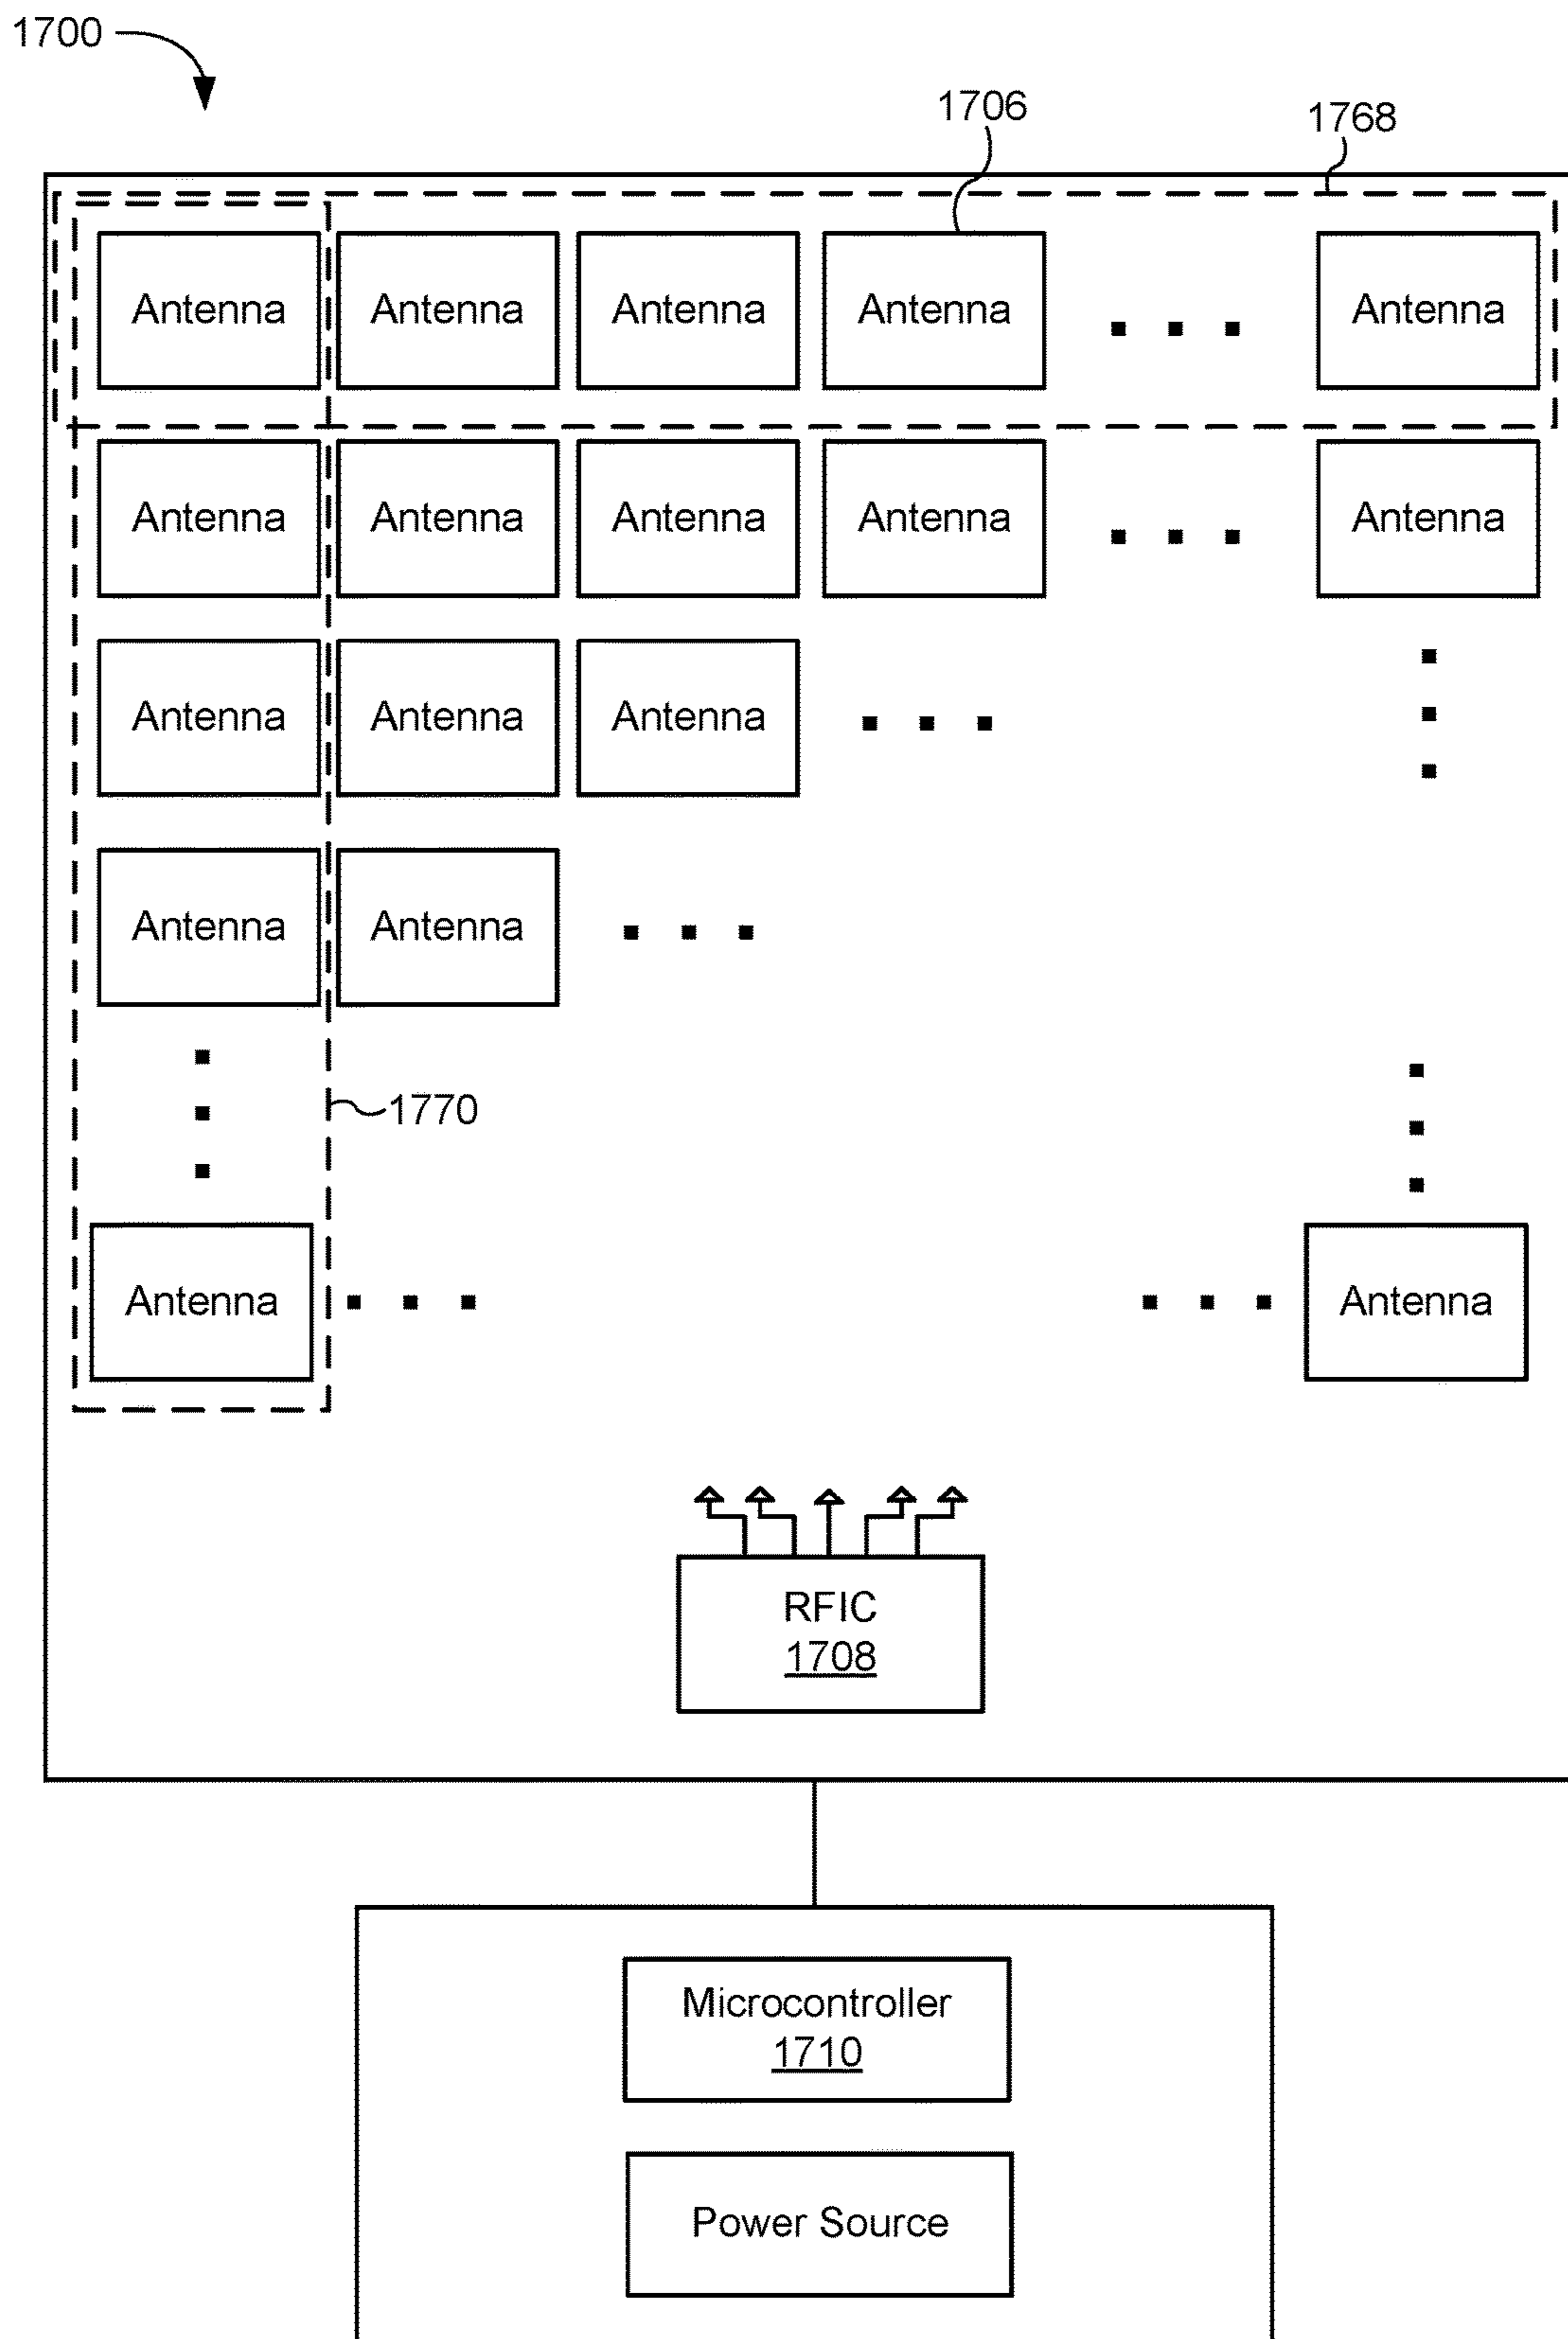 1700
1706
1768
Antenna Antenna Antenna Antenna Antenna
Antenna Antenna Antenna Antenna Antenna
Antenna Antenna Antenna
Antenna Antenna
1770
Antenna Antenna
RFIC
1708
Microcontroller
1710
Power Source